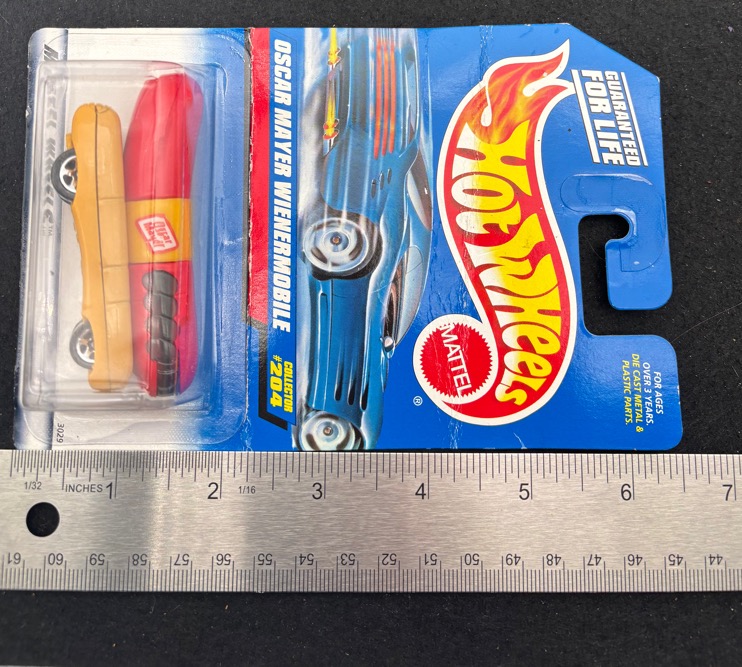 GUARANTEED
FOR LIFE
HOT WHEELS
MATTEL
®
FOR AGES
OVER 3 YEARS.
DIE CAST METAL &
PLASTIC PARTS.
OSCAR MAYER WIENERMOBILE
COLLECTOR
#204
Oscar
Mayer
3029
1/32 INCHES 1 2 1/16 3 4 5 6 7
61 60 59 58 57 56 55 54 53 52 51 50 49 48 47 46 45 44